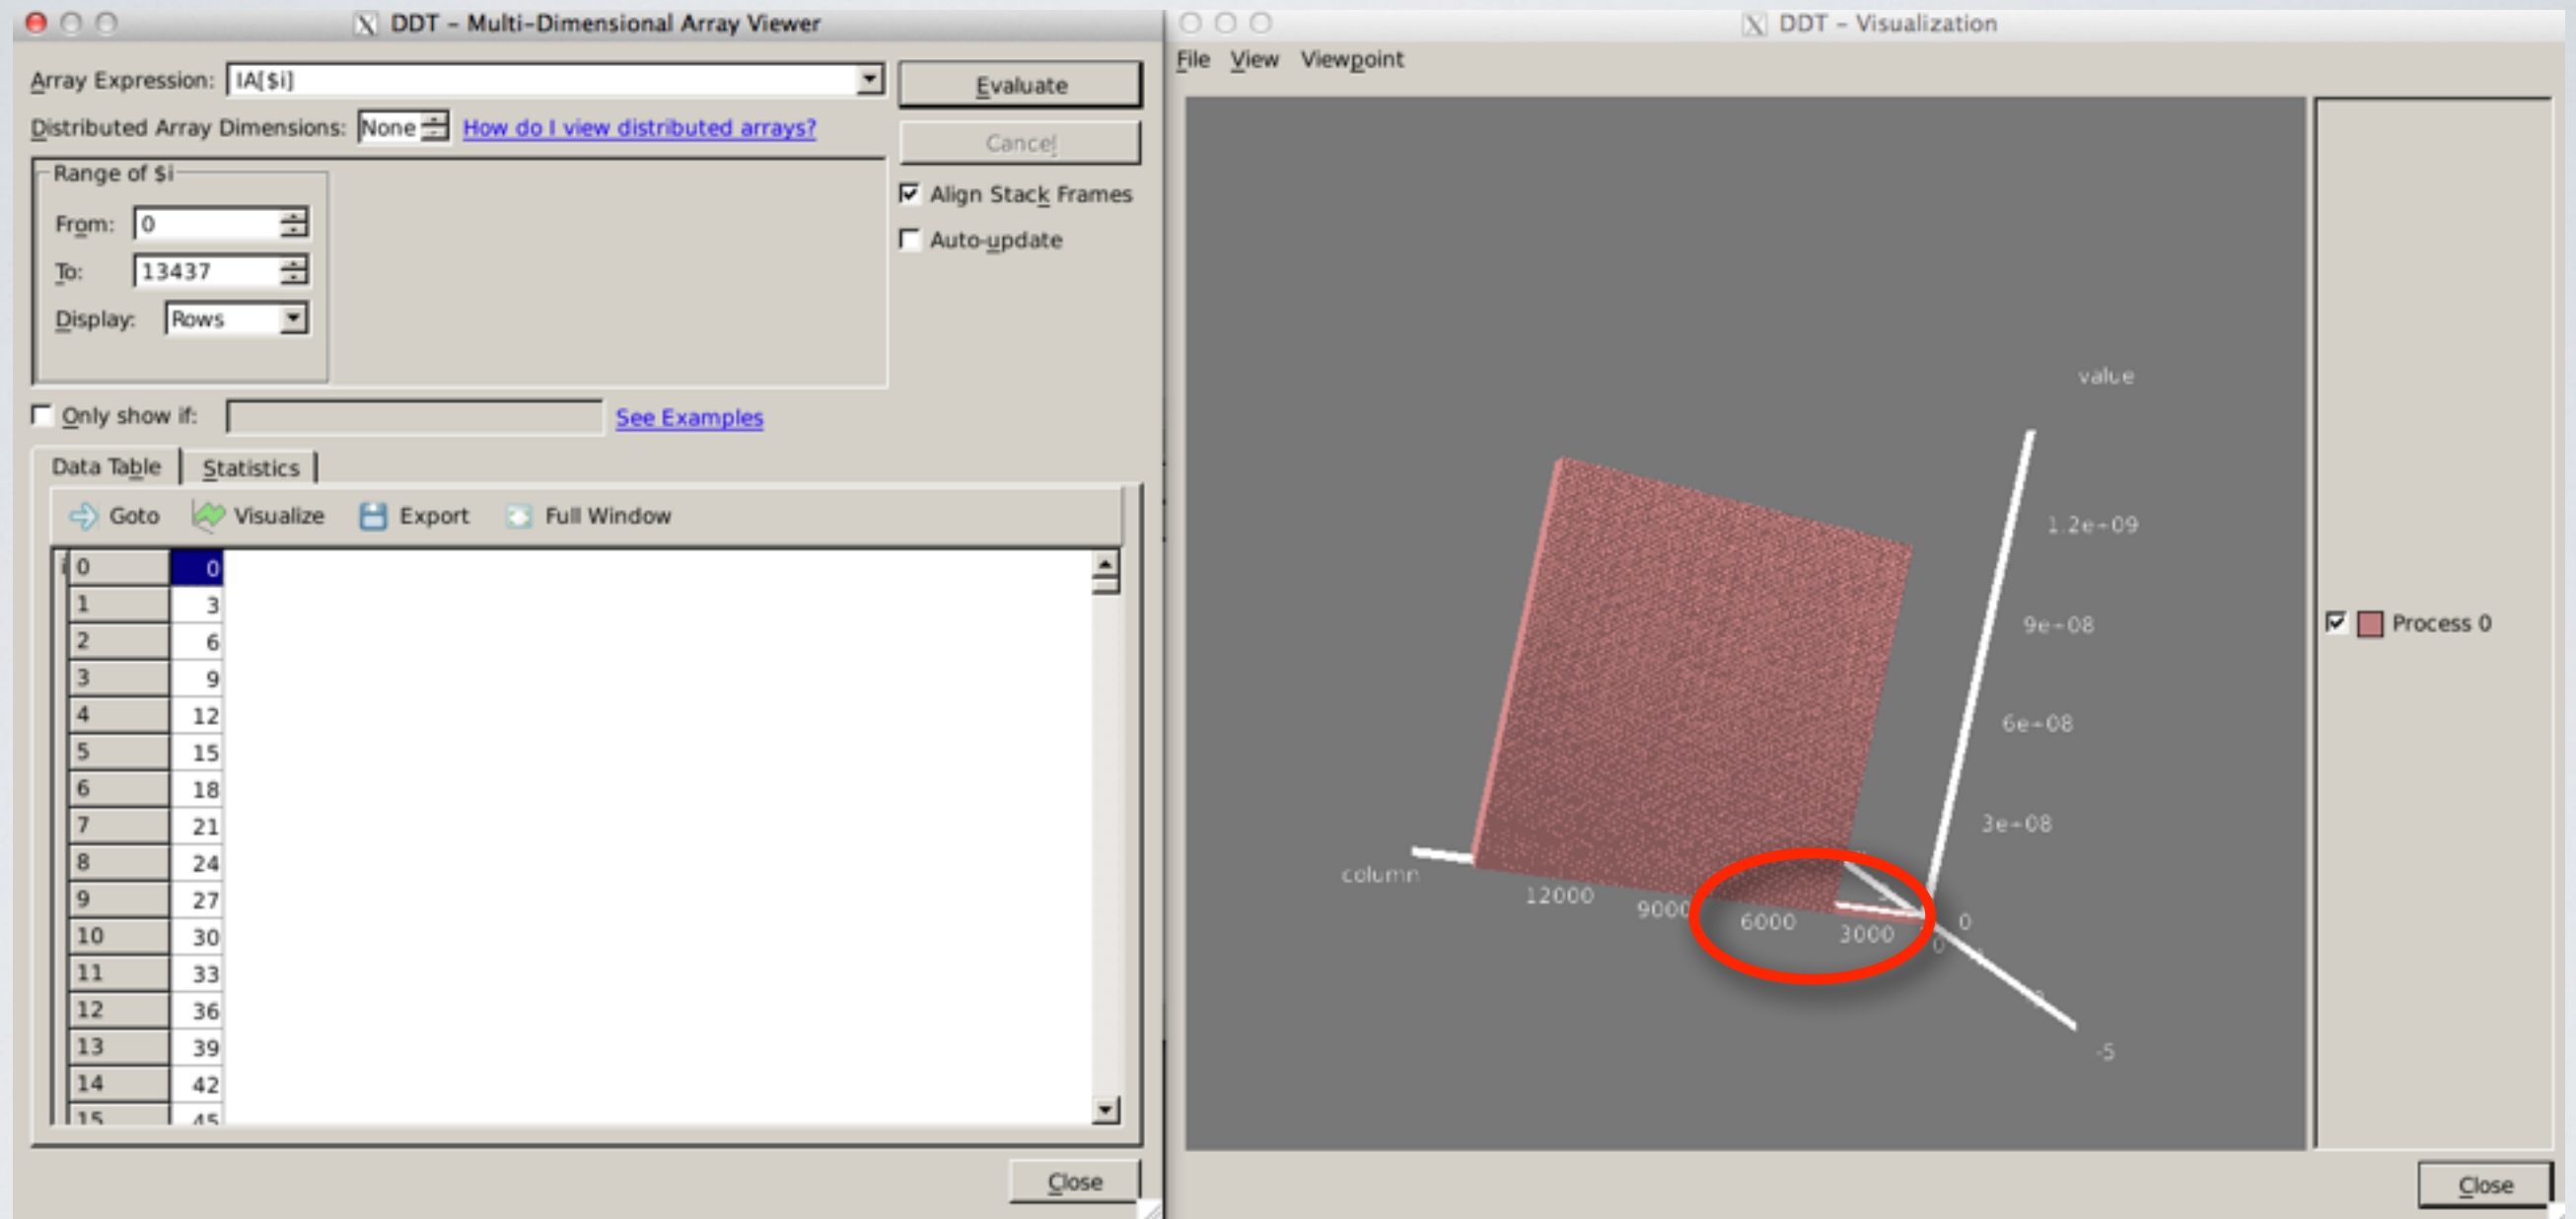 DDT - Multi-Dimensional Array Viewer
Array Expression: IA[$i]
Evaluate
Distributed Array Dimensions: None How do I view distributed arrays?
Cancel
Range of $i
From: 0
To: 13437
Display: Rows
Align Stack Frames
Auto-update
Only show if: See Examples
Data Table Statistics
Goto Visualize Export Full Window
i 0 0
1 3
2 6
3 9
4 12
5 15
6 18
7 21
8 24
9 27
10 30
11 33
12 36
13 39
14 42
15 45
Close
DDT - Visualization
File View Viewpoint
value
1.2e+09
9e+08
6e+08
3e+08
column
12000
9000
6000
3000
0
0
-5
Process 0
Close